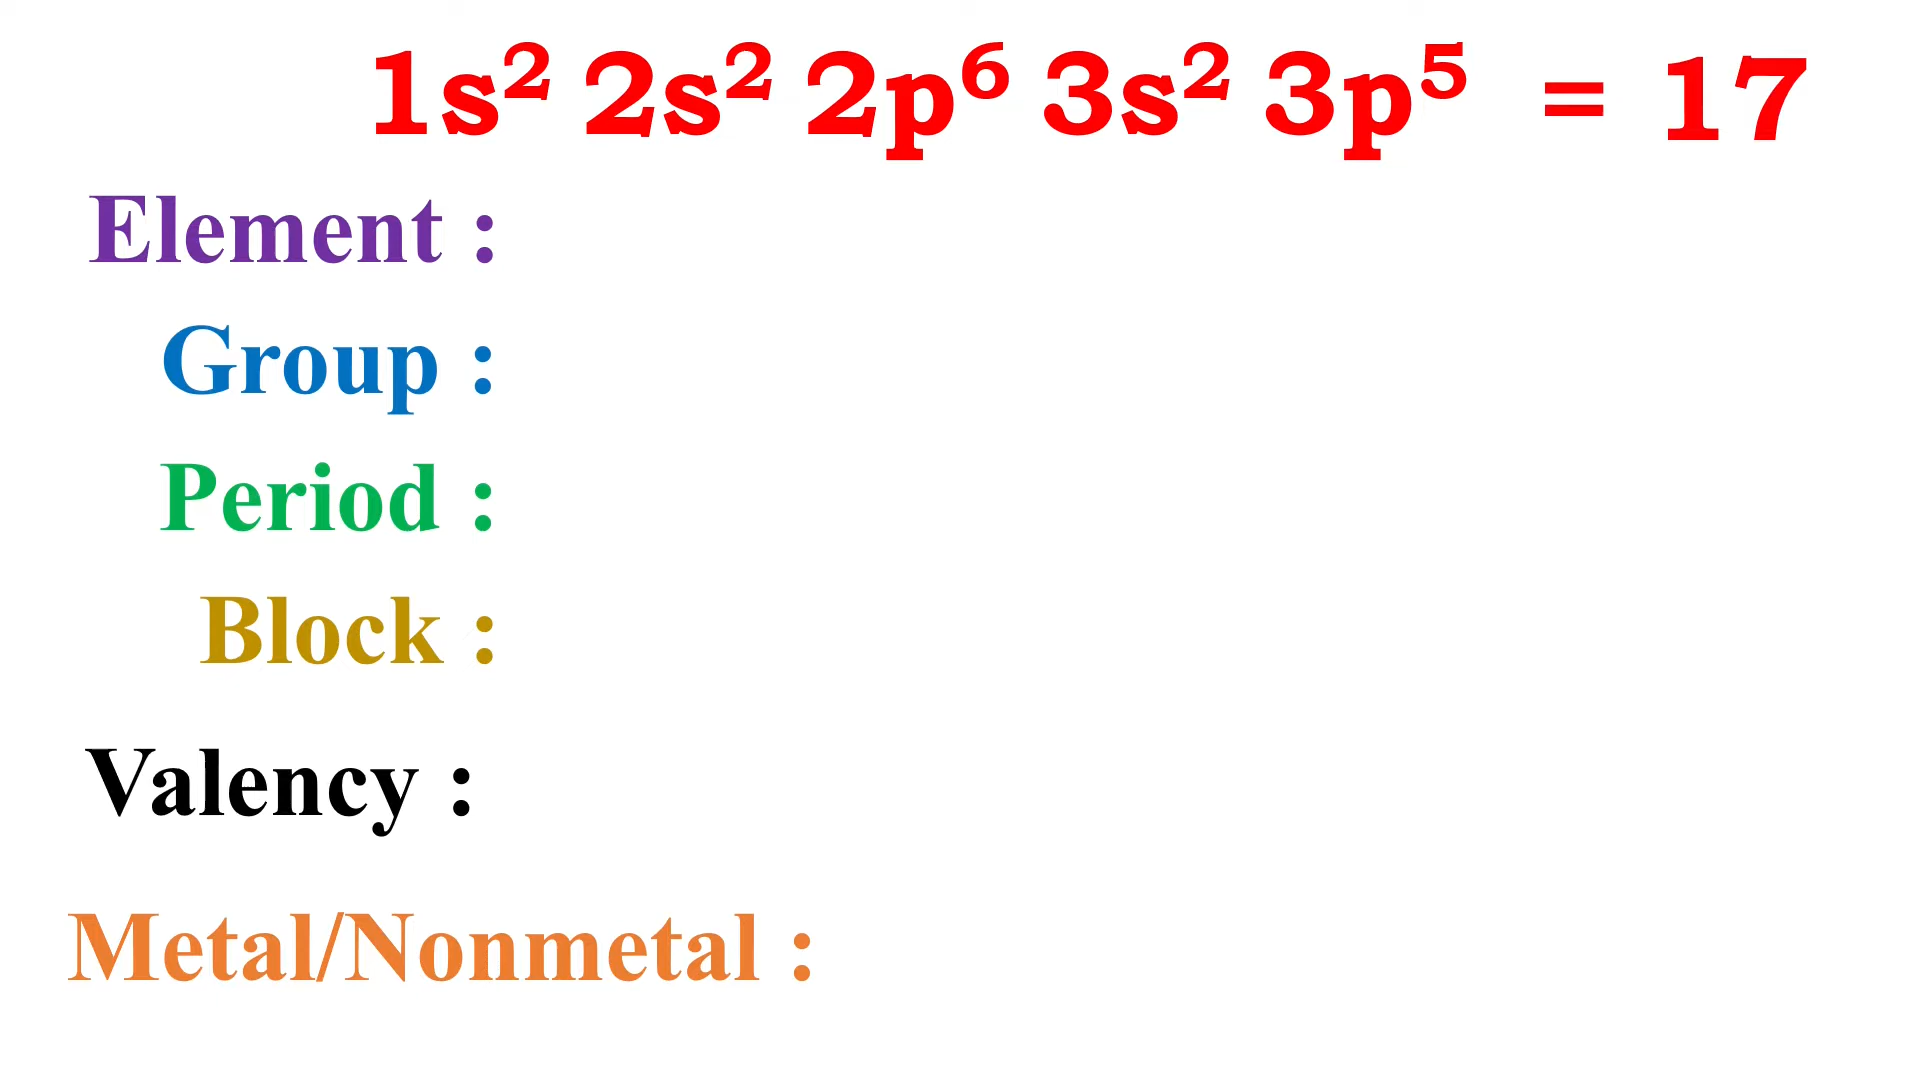 1s² 2s² 2p⁶ 3s² 3p⁵ = 17
Element :
Group :
Period :
Block :
Valency :
Metal/Nonmetal :